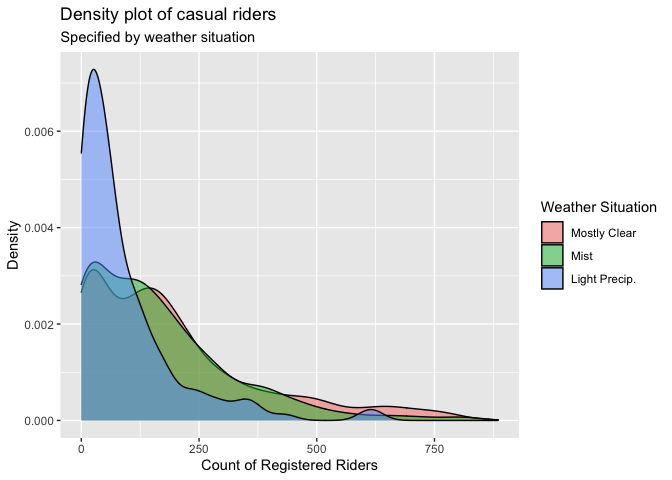 Density plot of casual riders
Specified by weather situation
Density
0.006
0.004
0.002
0.000
0
250
500
750
Count of Registered Riders
Weather Situation
Mostly Clear
Mist
Light Precip.